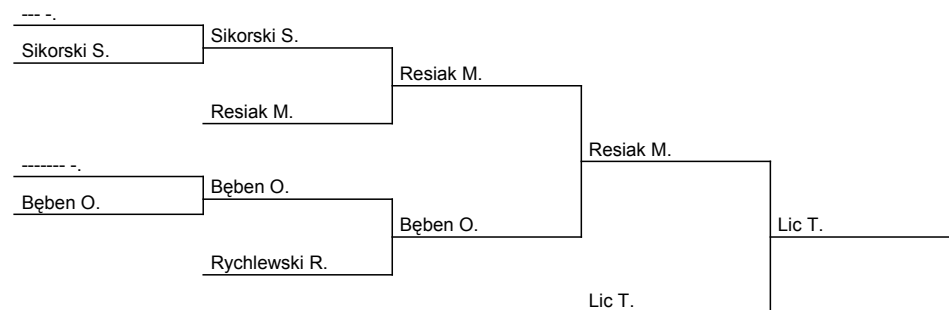 --- -.
Sikorski S.
Sikorski S.
Resiak M.
Resiak M.
Resiak M.
------- -.
Bęben O.
Bęben O.
Bęben O.
Lic T.
Rychlewski R.
Lic T.